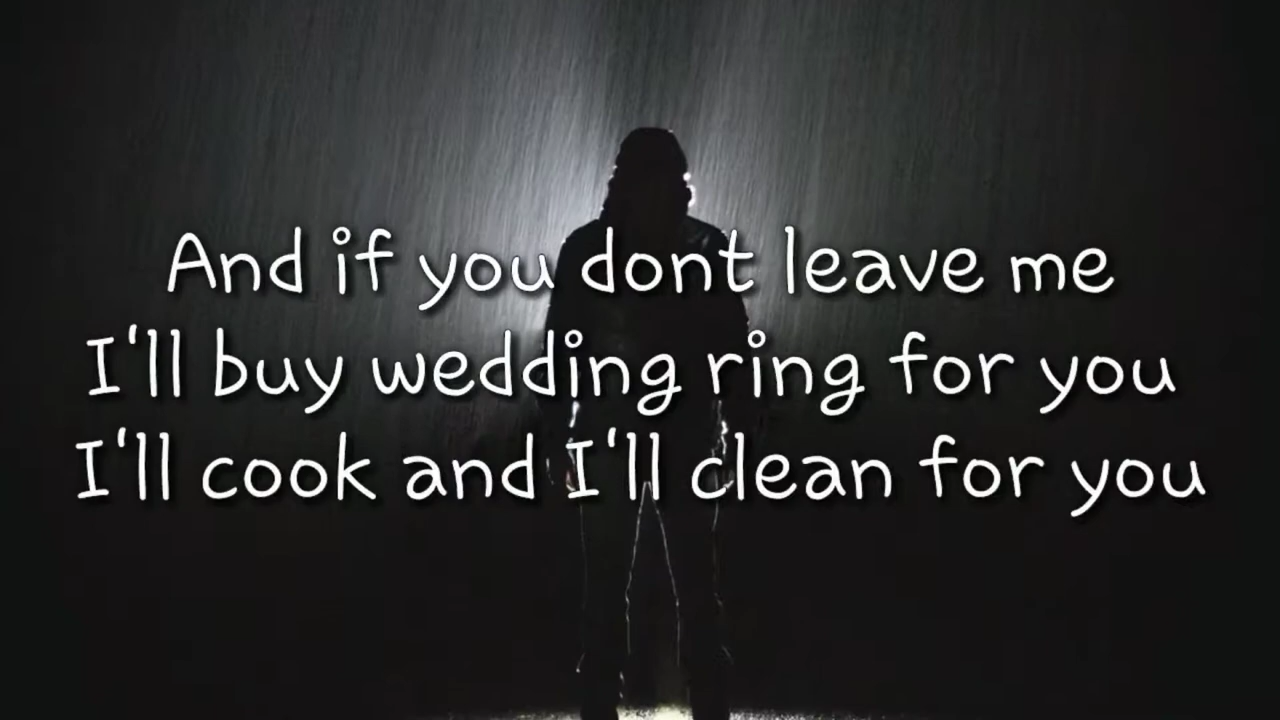 And if you dont leave me
I'll buy wedding ring for you
I'll cook and I'll clean for you